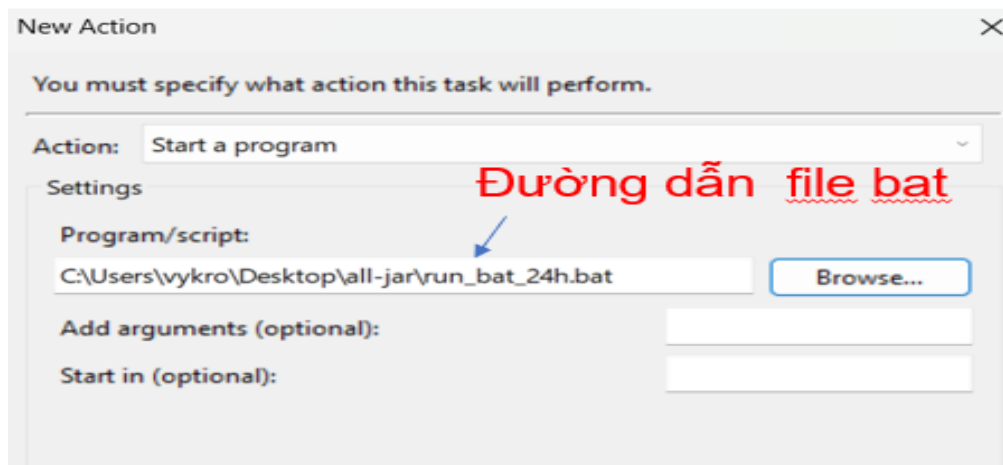 New Action
You must specify what action this task will perform.
Action: Start a program
Settings
Đường dẫn file bat
Program/script:
C:\Users\vykro\Desktop\all-jar\run_bat_24h.bat Browse...
Add arguments (optional):
Start in (optional):